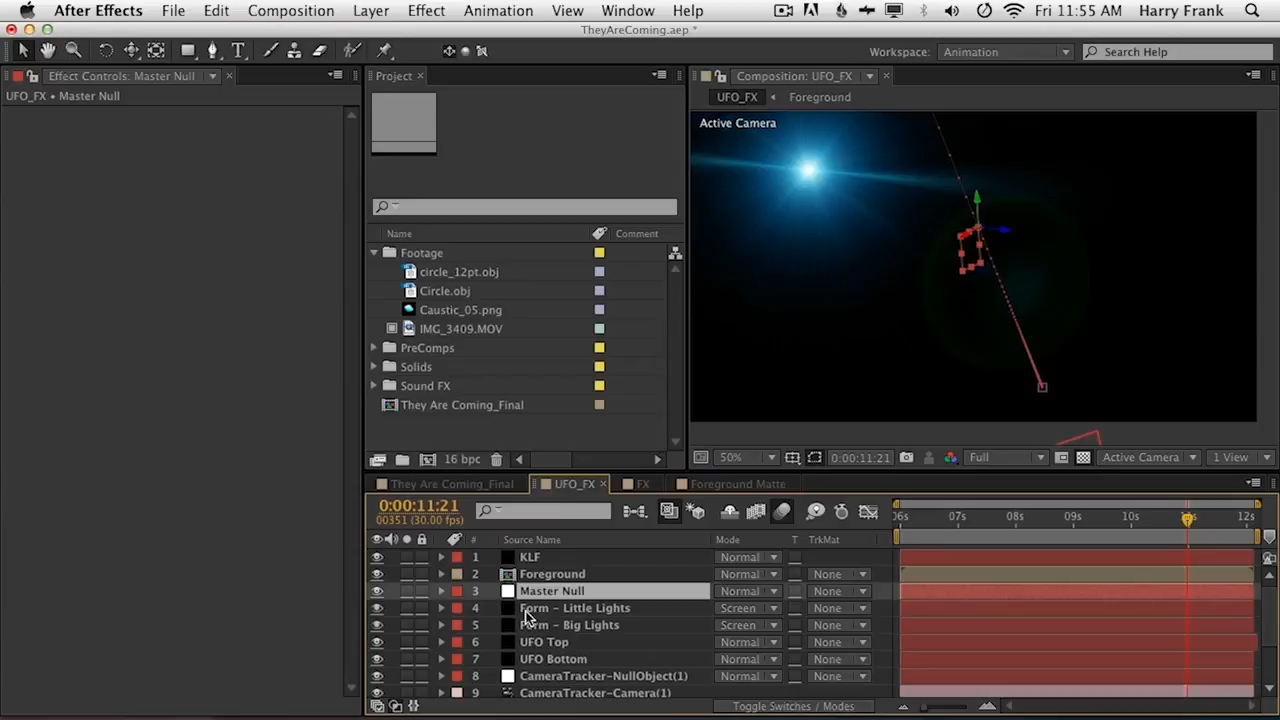 After Effects File Edit Composition Layer Effect Animation View Window Help Fri 11:55 AM Harry Frank
TheyAreComing.aep *
Workspace: Animation Search Help
Effect Controls: Master Null Project Composition: UFO_FX
UFO_FX • Master Null
UFO_FX Foreground
Active Camera
Name Comment
Footage
circle_12pt.obj
Circle.obj
Caustic_05.png
IMG_3409.MOV
PreComps
Solids
Sound FX
They Are Coming_Final
16 bpc 50% 0:00:11:21 Full Active Camera 1 View
They Are Coming_Final UFO_FX FX Foreground Matte
0:00:11:21
00351 (30.00 fps)
06s 07s 08s 09s 10s 12s
# Source Name Mode T TrkMat
1 KLF Normal
2 Foreground Normal None
3 Master Null Normal None
4 Form - Little Lights Screen None
5 Form - Big Lights Screen None
6 UFO Top Normal None
7 UFO Bottom Normal None
8 CameraTracker-NullObject(1) Normal None
9 CameraTracker-Camera(1)
Toggle Switches / Modes